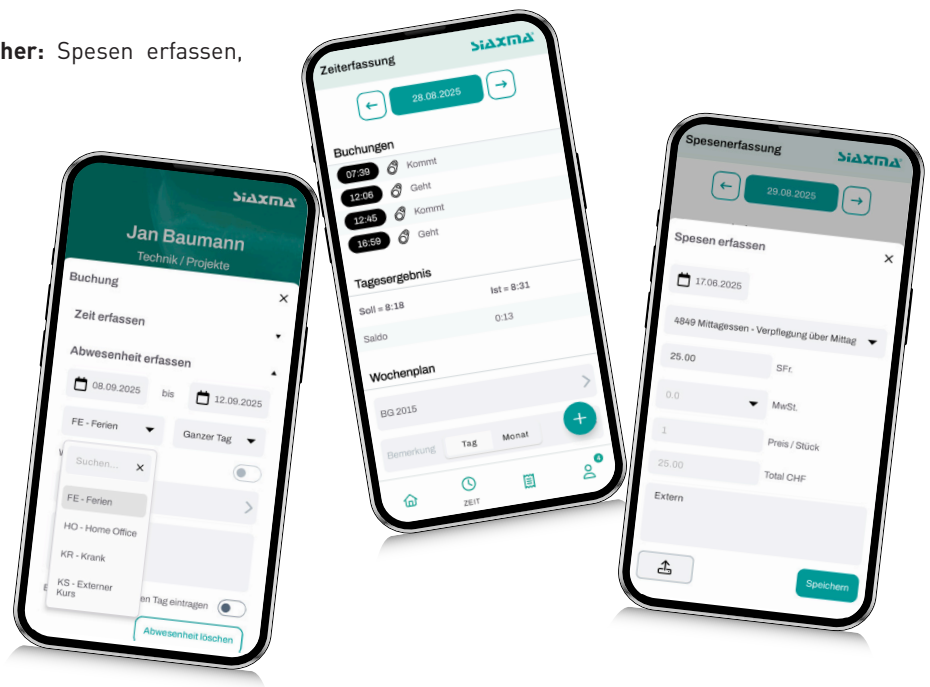 her: Spesen erfassen,
SiAXMA
Jan Baumann
Technik / Projekte
Buchung ×
Zeit erfassen
Abwesenheit erfassen
08.09.2025 bis 12.09.2025
FE - Ferien Ganzer Tag
Suchen... ×
FE - Ferien
HO - Home Office
KR - Krank
KS - Externer
Kurs
en Tag eintragen
Abwesenheit löschen
Zeiterfassung SiAXMA
← 28.08.2025 →
Buchungen
07:39 Kommt
12:06 Geht
12:45 Kommt
16:59 Geht
Tagesergebnis
Soll = 8:18 Ist = 8:31
Saldo 0:13
Wochenplan
BG 2015
Bemerkung Tag Monat +
4
ZEIT
Spesenerfassung SiAXMA
← 29.08.2025 →
Spesen erfassen ×
17.06.2025
4849 Mittagessen - Verpflegung über Mittag
25.00 SFr.
0.0 MwSt.
1 Preis / Stück
25.00 Total CHF
Extern
Speichern